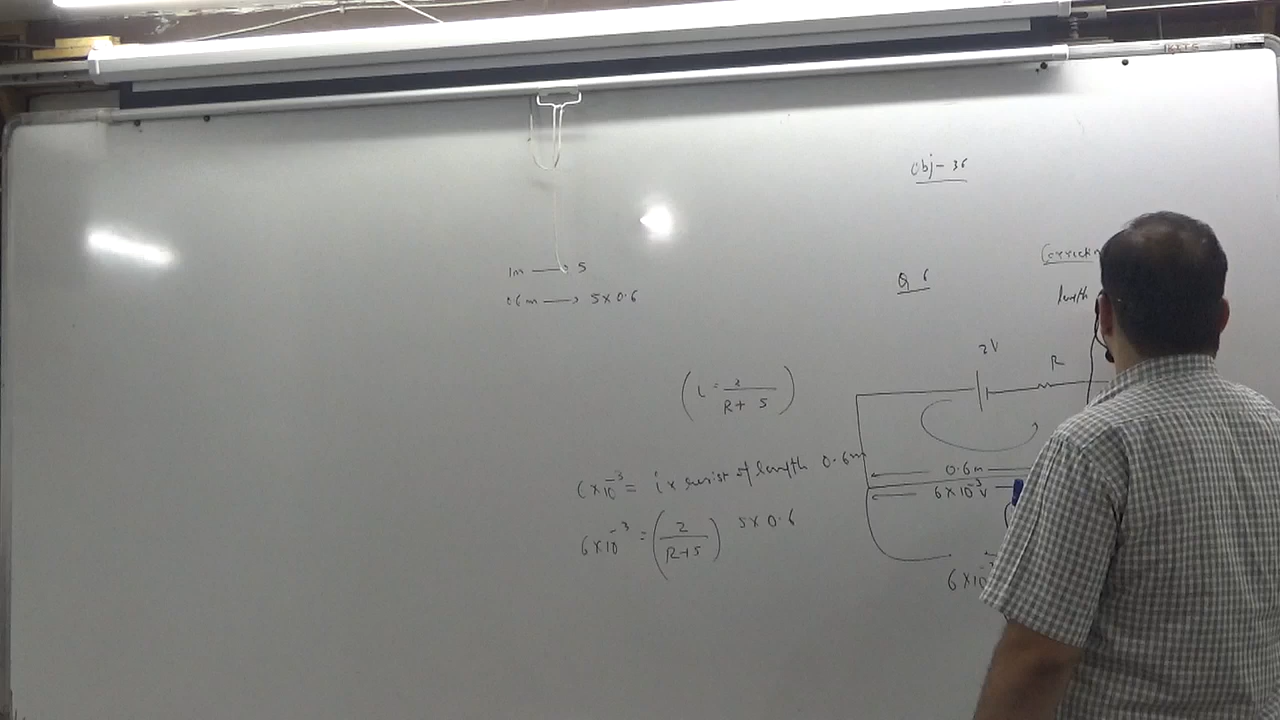 Obj- 36
Correction
length
Q 6
1m → 5
0.6m → 5 x 0.6
2V
R
(i = 2 / R + 5)
0.6m
6 x 10⁻³ V
6 x 10⁻³ = i x resist of length 0.6m
6 x 10⁻³ = (2 / R+5) 5 x 0.6
6 x 10⁻³